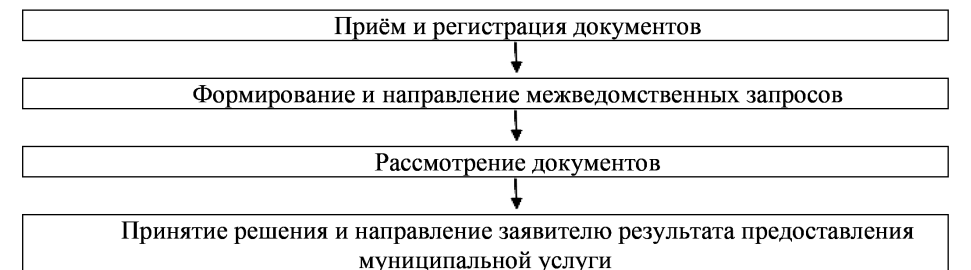 Приём и регистрация документов
Формирование и направление межведомственных запросов
Рассмотрение документов
Принятие решения и направление заявителю результата предоставления
муниципальной услуги